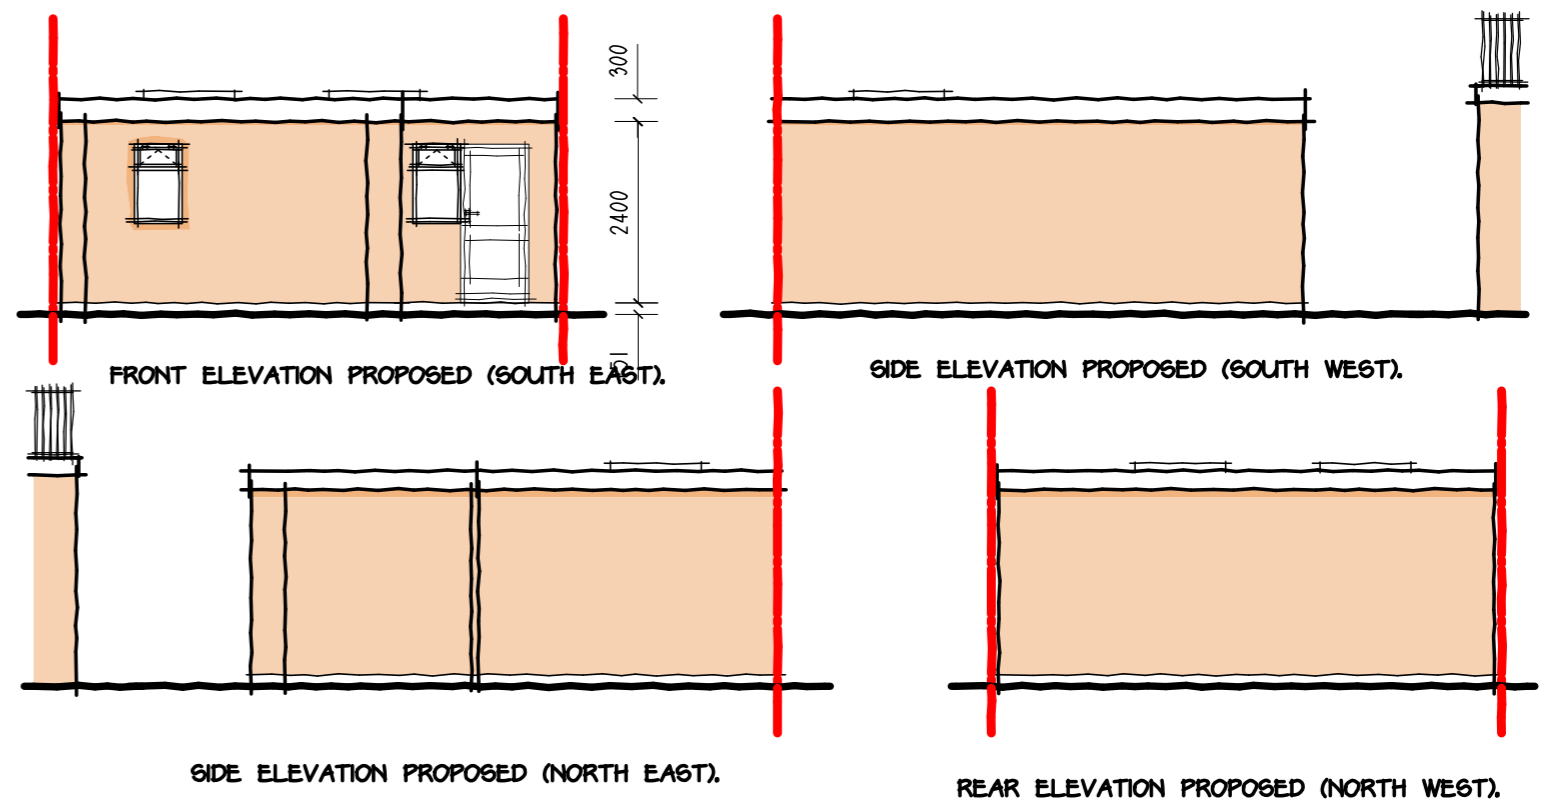 300
2400
FRONT ELEVATION PROPOSED (SOUTH EAST).
SIDE ELEVATION PROPOSED (SOUTH WEST).
SIDE ELEVATION PROPOSED (NORTH EAST).
REAR ELEVATION PROPOSED (NORTH WEST).